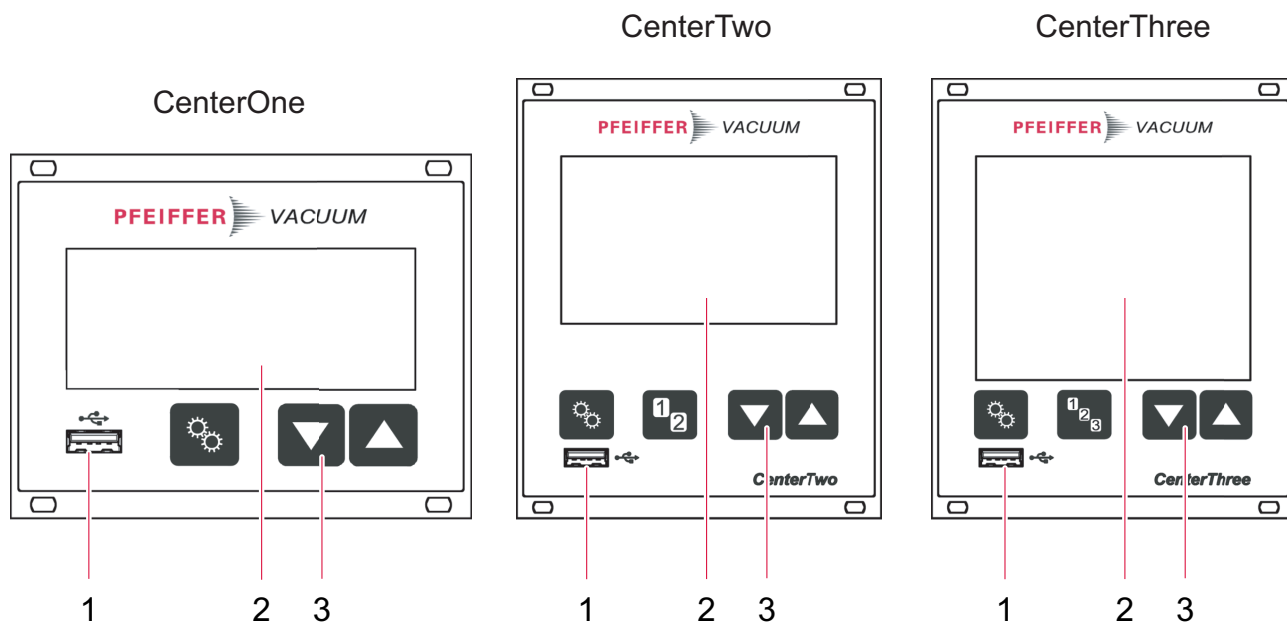 CenterOne
PFEIFFER VACUUM
1 2 3
CenterTwo
PFEIFFER VACUUM
1 2
CenterTwo
1 2 3
CenterThree
PFEIFFER VACUUM
1 2 3
CenterThree
1 2 3